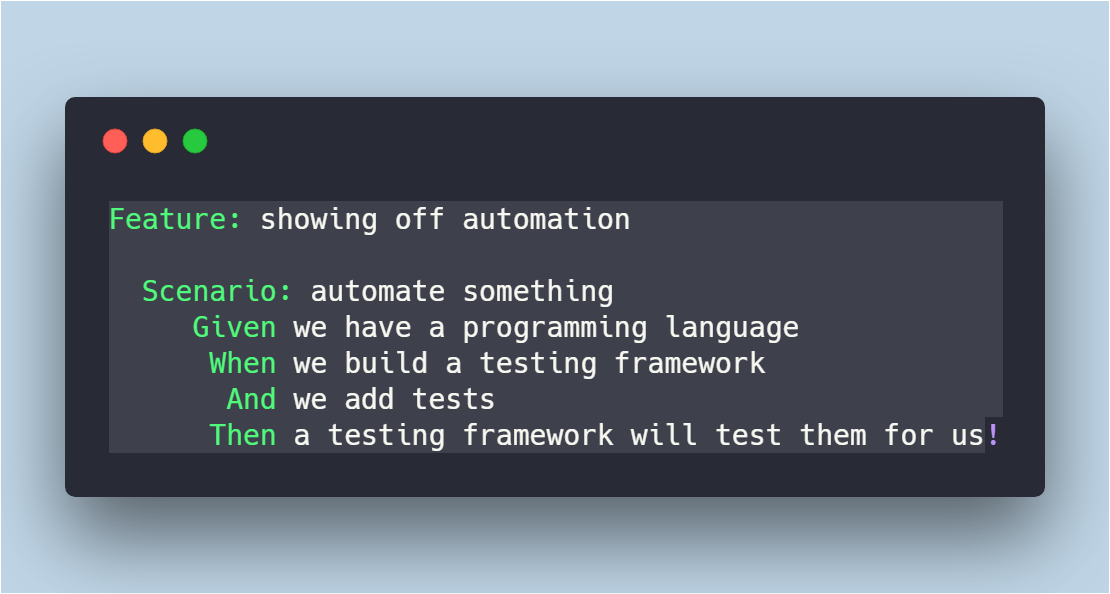 Feature: showing off automation
Scenario: automate something
Given we have a programming language
When we build a testing framework
And we add tests
Then a testing framework will test them for us!